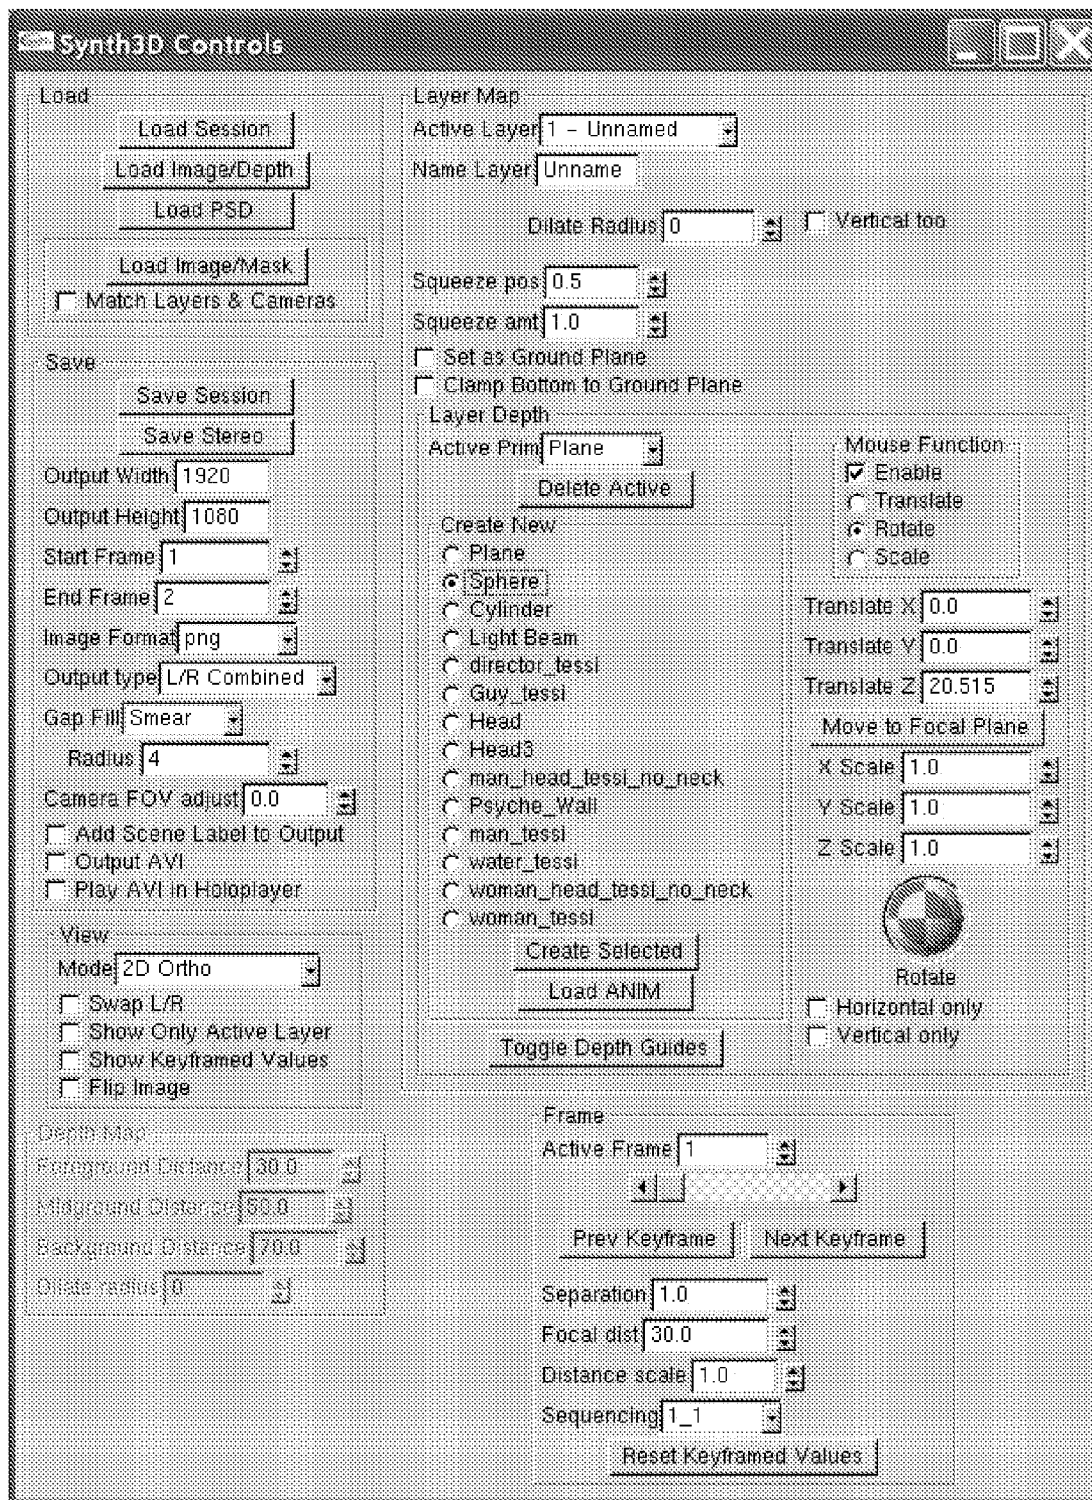 Synth3D Controls
Load
Load Session
Load Image/Depth
Load PSD
Load Image/Mask
Match Layers & Cameras
Save
Save Session
Save Stereo
Output Width 1920
Output Height 1080
Start Frame 1
End Frame 2
Image Format png
Output type L/R Combined
Gap Fill Smear
Radius 4
Camera FOV adjust 0.0
Add Scene Label to Output
Output AVI
Play AVI in Holoplayer
View
Mode 2D Ortho
Swap L/R
Show Only Active Layer
Show Keyframed Values
Flip Image
Depth Map
Foreground Distance 30.0
Midground Distance 50.0
Background Distance 70.0
Dilate radius 0
Layer Map
Active Layer 1 - Unnamed
Name Layer Unname
Dilate Radius 0
Vertical too
Squeeze pos 0.5
Squeeze amt 1.0
Set as Ground Plane
Clamp Bottom to Ground Plane
Layer Depth
Active Prim Plane
Delete Active
Create New
Plane
Sphere
Cylinder
Light Beam
director_tessi
Guy_tessi
Head
Head3
man_head_tessi_no_neck
Psyche_Wall
man_tessi
water_tessi
woman_head_tessi_no_neck
woman_tessi
Create Selected
Load ANIM
Toggle Depth Guides
Mouse Function
Enable
Translate
Rotate
Scale
Translate X 0.0
Translate Y 0.0
Translate Z 20.515
Move to Focal Plane
X Scale 1.0
Y Scale 1.0
Z Scale 1.0
Rotate
Horizontal only
Vertical only
Frame
Active Frame 1
Prev Keyframe
Next Keyframe
Separation 1.0
Focal dist 30.0
Distance scale 1.0
Sequencing 1_1
Reset Keyframed Values